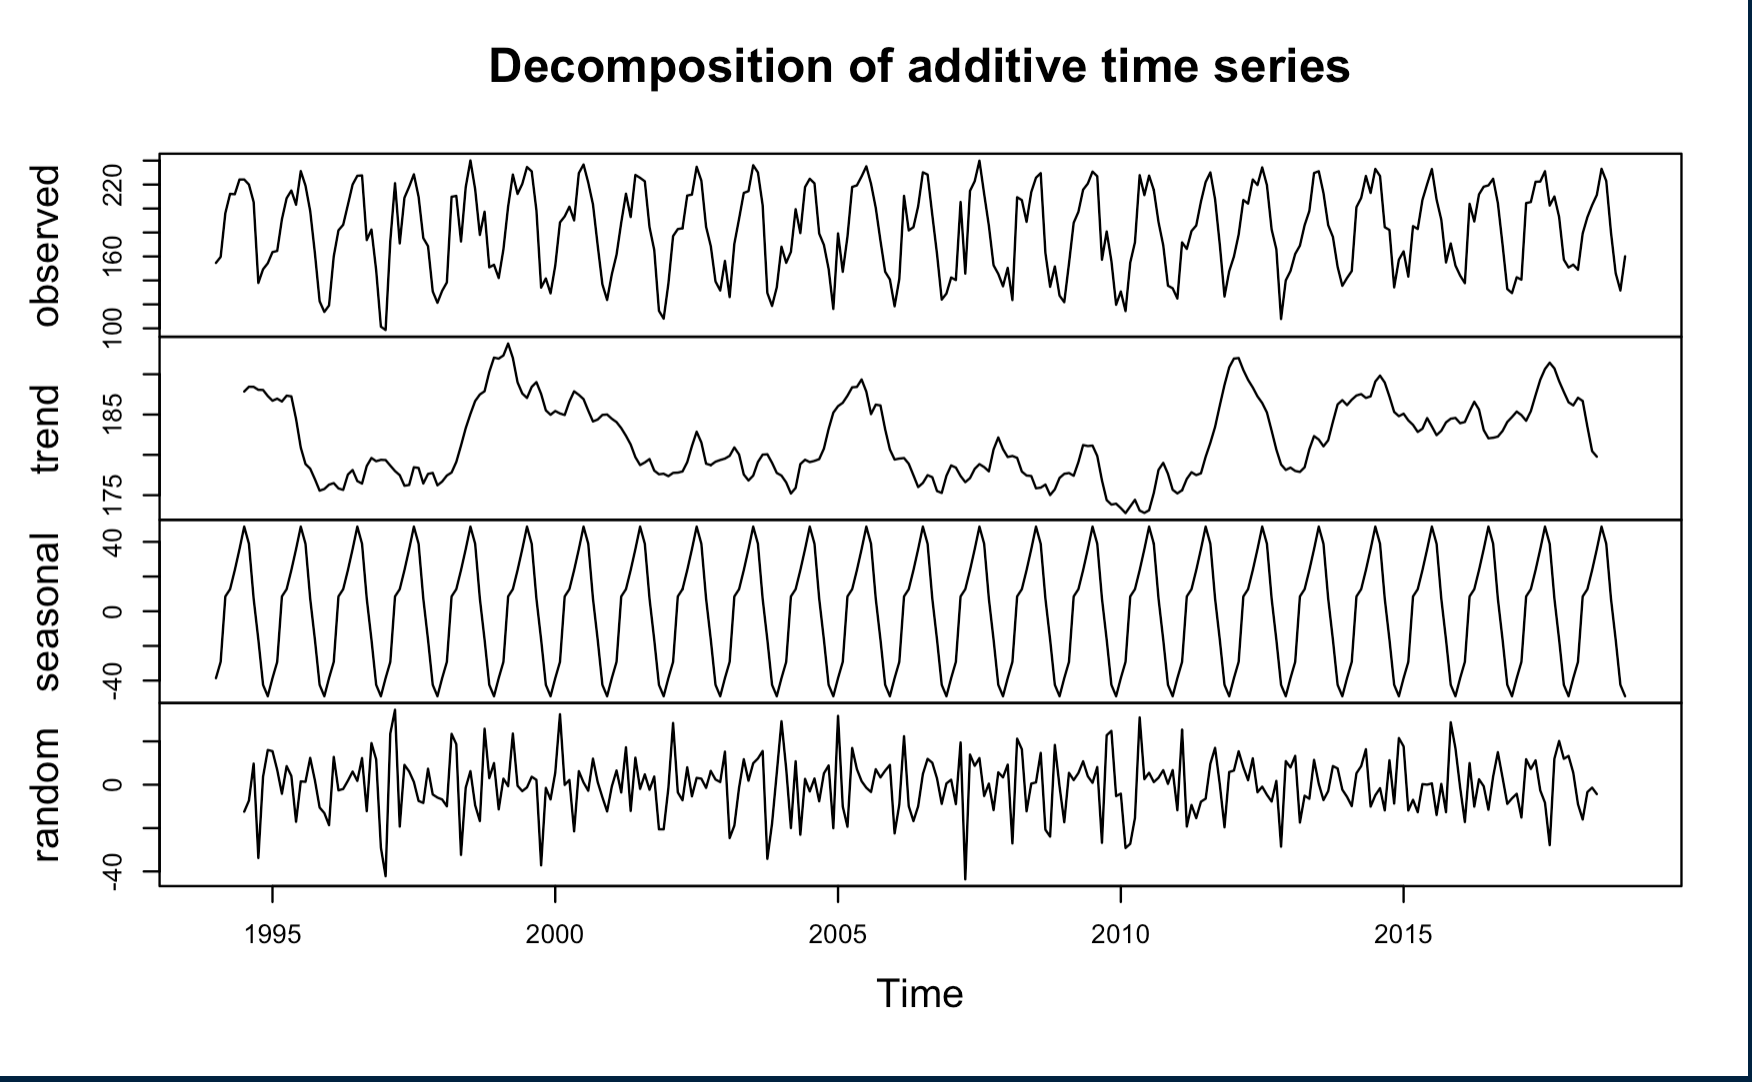 Decomposition of additive time series
observed
220
160
100
trend
185
175
seasonal
40
0
-40
random
0
-40
1995 2000 2005 2010 2015
Time